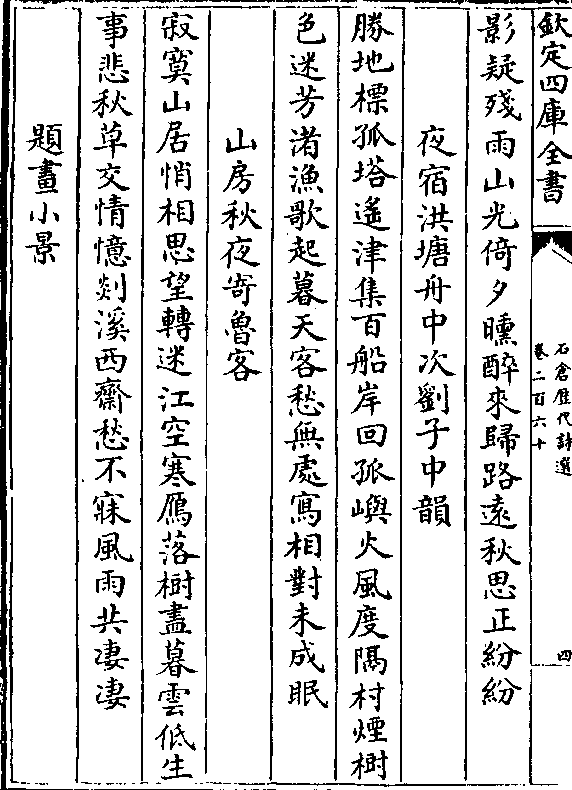 欽定四庫全書
石倉歷代詩選
卷二百六十
四
影疑殘雨山光倚夕曛醉來歸路遠秋思正紛紛
夜宿洪塘舟中次劉子中韻
勝地標孤塔遙津集百船岸回孤嶼火風度隔村煙樹
色迷芳渚漁歌起暮天客愁無處寫相對未成眠
山房秋夜寄魯客
寂寞山居悄相思望轉迷江空寒鴈落樹盡暮雲低生
事悲秋草交情憶剡溪西齋愁不寐風雨共凄凄
題畫小景